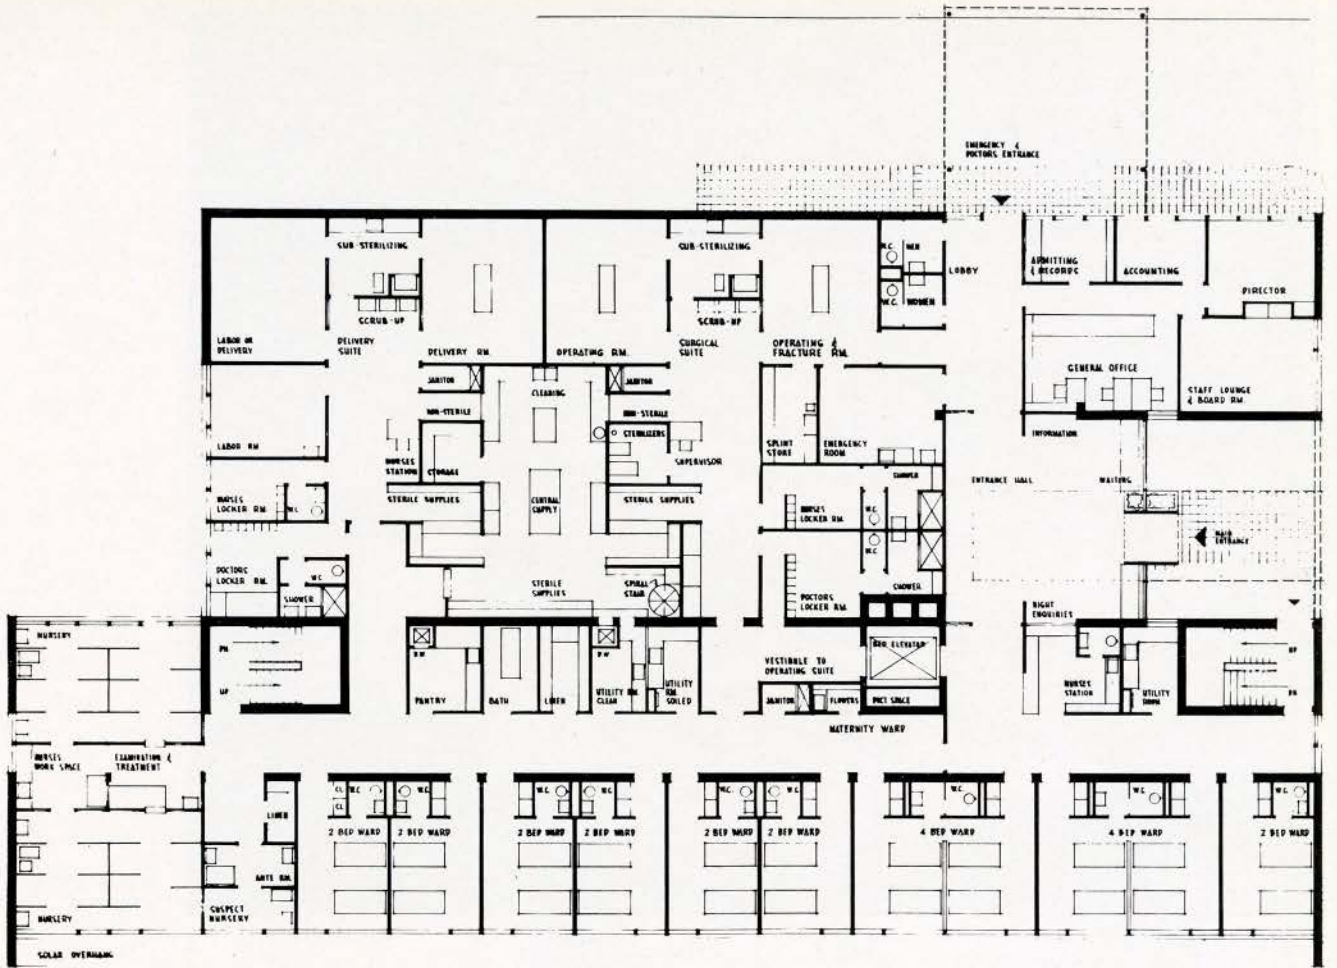 EMERGENCY &
DOCTORS ENTRANCE
SUB-STERILIZING
SUB-STERILIZING
W.C. MEN
LOBBY
ADMITTING
& RECORDS
ACCOUNTING
DIRECTOR
W.C. WOMEN
SCRUB-UP
SCRUB-UP
LABOR OR
DELIVERY
DELIVERY
SUITE
DELIVERY RM.
OPERATING RM.
SURGICAL
SUITE
OPERATING &
FRACTURE RM.
GENERAL OFFICE
STAFF LOUNGE
& BOARD RM.
JANITOR
CLEANING
JANITOR
NON-STERILE
NON-STERILE
LABOR RM
NURSES
STATION
STORAGE
STERILIZERS
SUPERVISOR
SPLINT
STORE
EMERGENCY
ROOM
INFORMATION
SHOWER
ENTRANCE HALL
WAITING
NURSES
LOCKER RM.
W.C.
STERILE SUPPLIES
CENTRAL
SUPPLY
STERILE SUPPLIES
NURSES
LOCKER RM.
W.C.
MAIN
ENTRANCE
W.C.
DOCTORS
LOCKER RM.
W.C.
SHOWER
STERILE
SUPPLIES
SPIRAL
STAIR
DOCTORS
LOCKER RM.
SHOWER
NIGHT
ENQUIRIES
NURSERY
DN
UP
D.W.
D.W.
VESTIBULE TO
OPERATING SUITE
BED ELEVATOR
UP
DN
PANTRY
BATH
LINEN
UTILITY RM.
CLEAN
UTILITY
RM.
SOILED
JANITOR
FLOWERS
DUCT SPACE
NURSES
STATION
UTILITY
ROOM
MATERNITY WARD
NURSES
WORK SPACE
EXAMINATION &
TREATMENT
LINEN
CL.
CL.
W.C.
W.C.
W.C.
W.C.
W.C.
W.C.
W.C.
W.C.
W.C.
2 BED WARD
2 BED WARD
2 BED WARD
2 BED WARD
2 BED WARD
2 BED WARD
4 BED WARD
4 BED WARD
2 BED WARD
ANTE RM.
SUSPECT
NURSERY
NURSERY
SOLAR OVERHANG